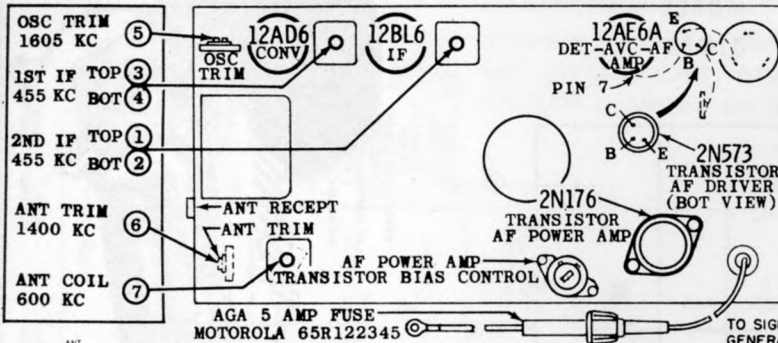 OSC TRIM
1605 KC
5
1ST IF TOP 3
455 KC BOT 4
2ND IF TOP 1
455 KC BOT 2
ANT TRIM
1400 KC
6
ANT COIL
600 KC
7
OSC
TRIM
12AD6
CONV
12BL6
IF
12AE6A
DET-AVC-AF
AMP
PIN 7
E
B
C
C
B
E
2N573
TRANSISTOR
AF DRIVER
(BOT VIEW)
2N176
TRANSISTOR
AF POWER AMP
ANT RECEPT
ANT TRIM
AF POWER AMP
TRANSISTOR BIAS CONTROL
AGA 5 AMP FUSE
MOTOROLA 65R122345
TO SIG
GENER
ANT